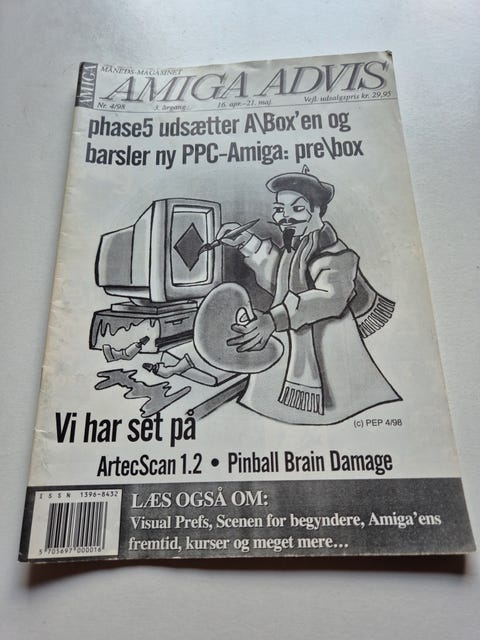 AMIGA
MÅNEDS-MAGASINET
AMIGA ADVIS
Nr. 4/98 3. årgang 16. apr.-21. maj Vejl. udsalgspris kr. 29,95
phase5 udsætter A\Box'en og
barsler ny PPC-Amiga: pre\box
(c) PEP 4/98
Vi har set på
ArtecScan 1.2 • Pinball Brain Damage
ISSN 1396-8432
5 705697 000016
LÆS OGSÅ OM:
Visual Prefs, Scenen for begyndere, Amiga'ens
fremtid, kurser og meget mere...